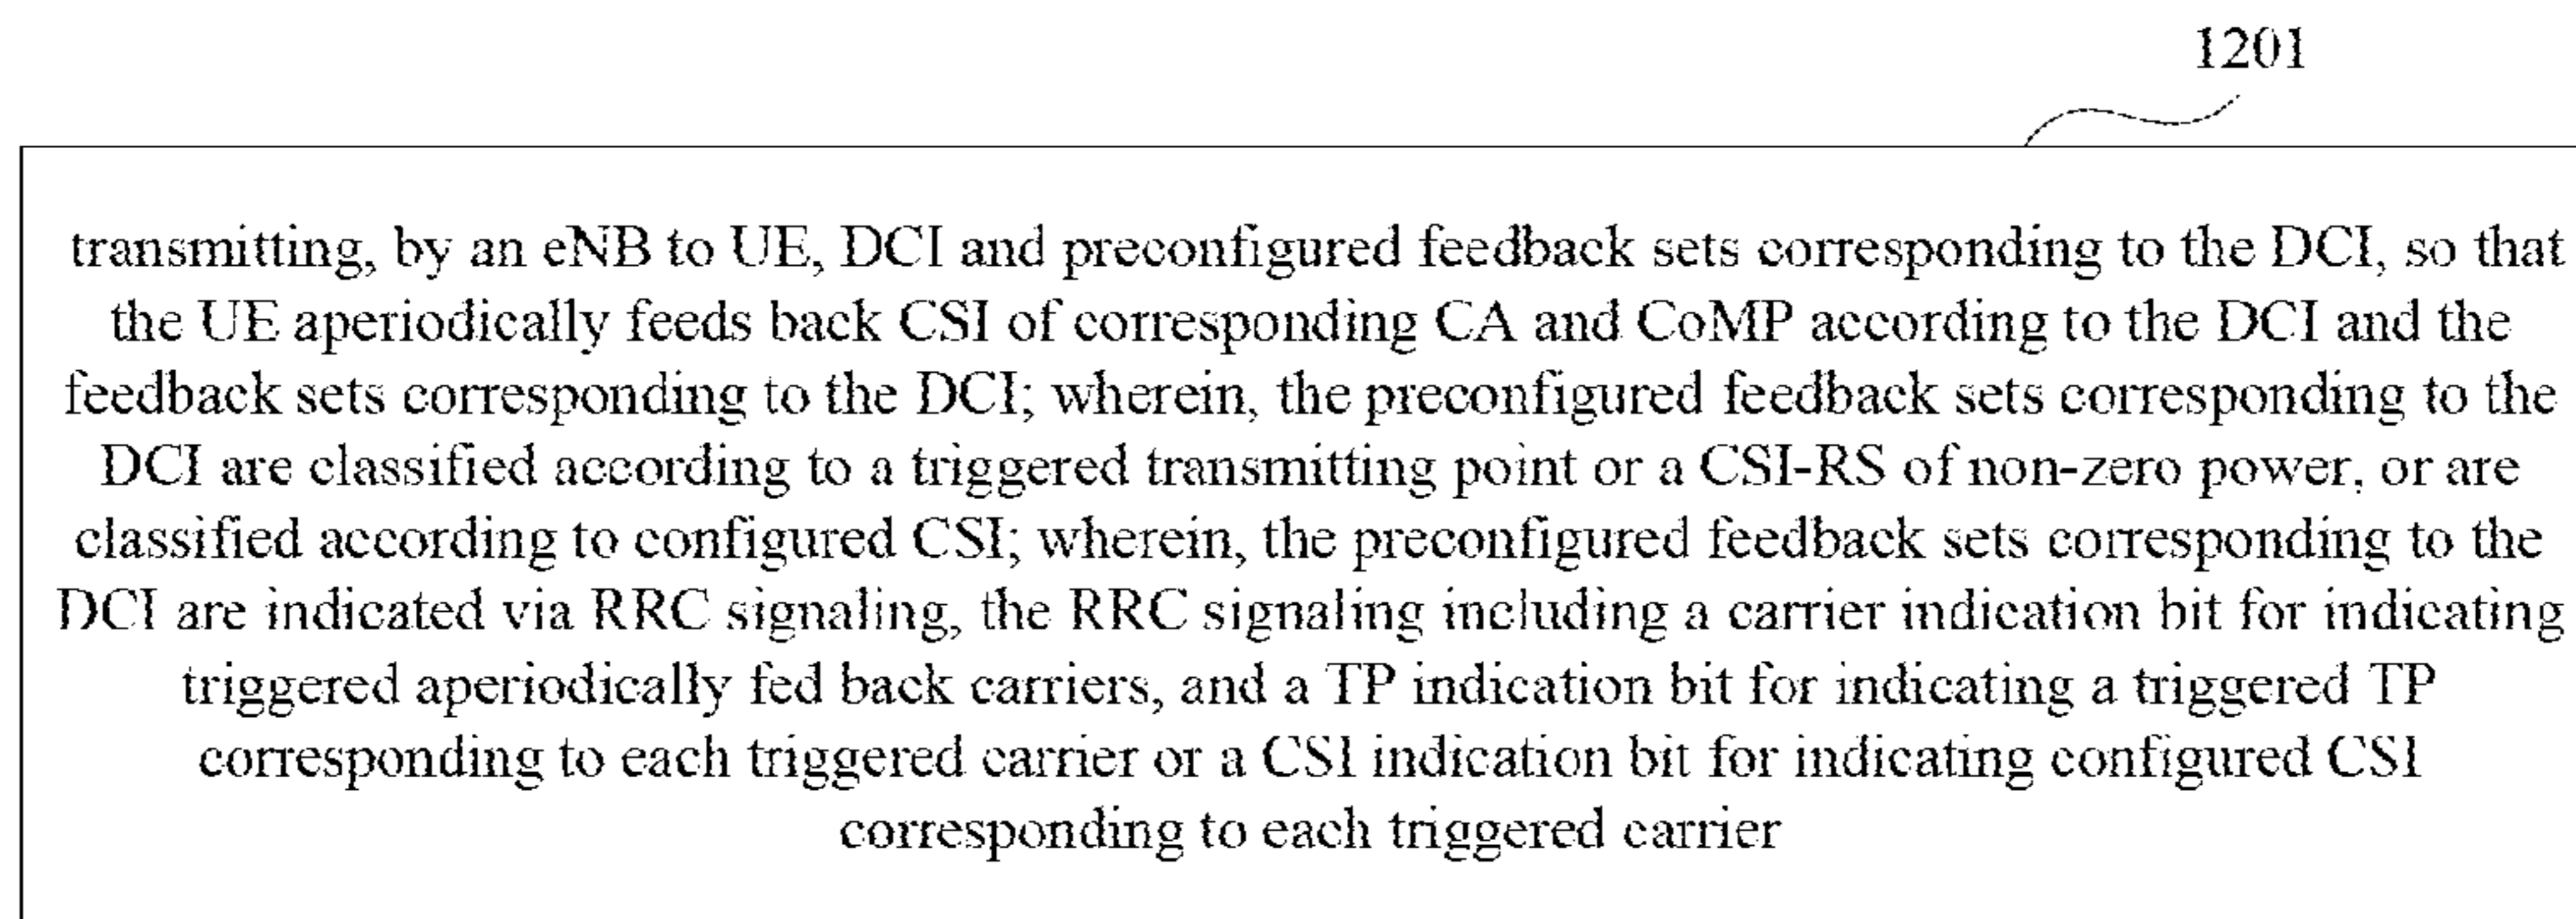 1201
transmitting, by an eNB to UE, DCI and preconfigured feedback sets corresponding to the DCI, so that
the UE aperiodically feeds back CSI of corresponding CA and CoMP according to the DCI and the
feedback sets corresponding to the DCI; wherein, the preconfigured feedback sets corresponding to the
DCI are classified according to a triggered transmitting point or a CSI-RS of non-zero power, or are
classified according to configured CSI; wherein, the preconfigured feedback sets corresponding to the
DCI are indicated via RRC signaling, the RRC signaling including a carrier indication bit for indicating
triggered aperiodically fed back carriers, and a TP indication bit for indicating a triggered TP
corresponding to each triggered carrier or a CSI indication bit for indicating configured CSI
corresponding to each triggered carrier